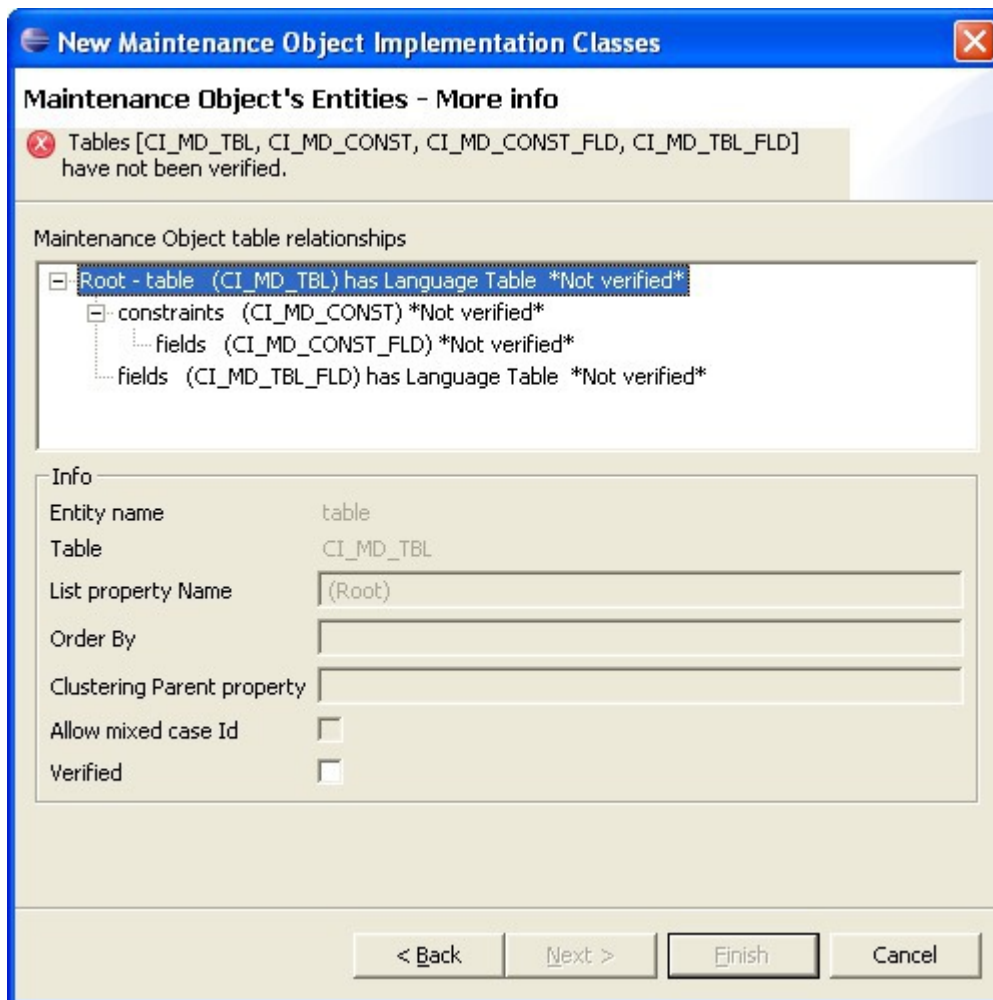 New Maintenance Object Implementation Classes
Maintenance Object's Entities - More info
Tables [CI_MD_TBL, CI_MD_CONST, CI_MD_CONST_FLD, CI_MD_TBL_FLD]
have not been verified.
Maintenance Object table relationships
Root - table (CI_MD_TBL) has Language Table *Not verified*
constraints (CI_MD_CONST) *Not verified*
fields (CI_MD_CONST_FLD) *Not verified*
fields (CI_MD_TBL_FLD) has Language Table *Not verified*
Info
Entity name table
Table CI_MD_TBL
List property Name (Root)
Order By
Clustering Parent property
Allow mixed case Id
Verified
< Back Next > Finish Cancel